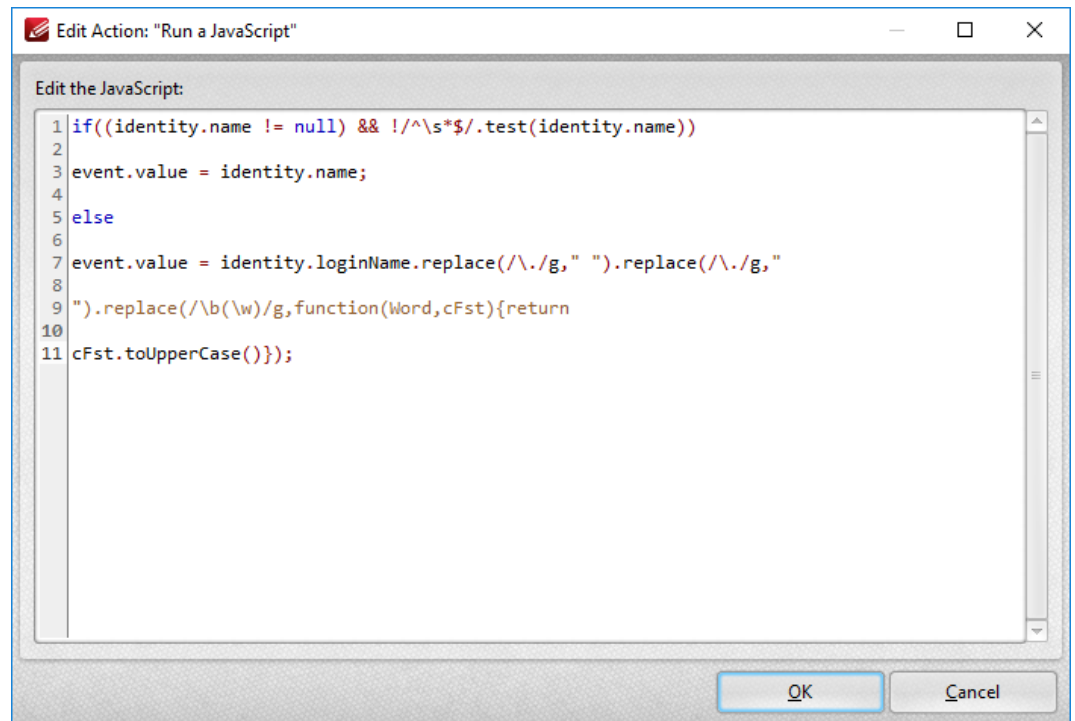 Edit Action: "Run a JavaScript"
Edit the JavaScript:
1 if((identity.name != null) && !/^\s*$/.test(identity.name))
2
3 event.value = identity.name;
4
5 else
6
7 event.value = identity.loginName.replace(/\./g," ").replace(/\./g,"
8
9 ").replace(/\b(\w)/g,function(Word,cFst){return
10
11 cFst.toUpperCase()});
OK Cancel